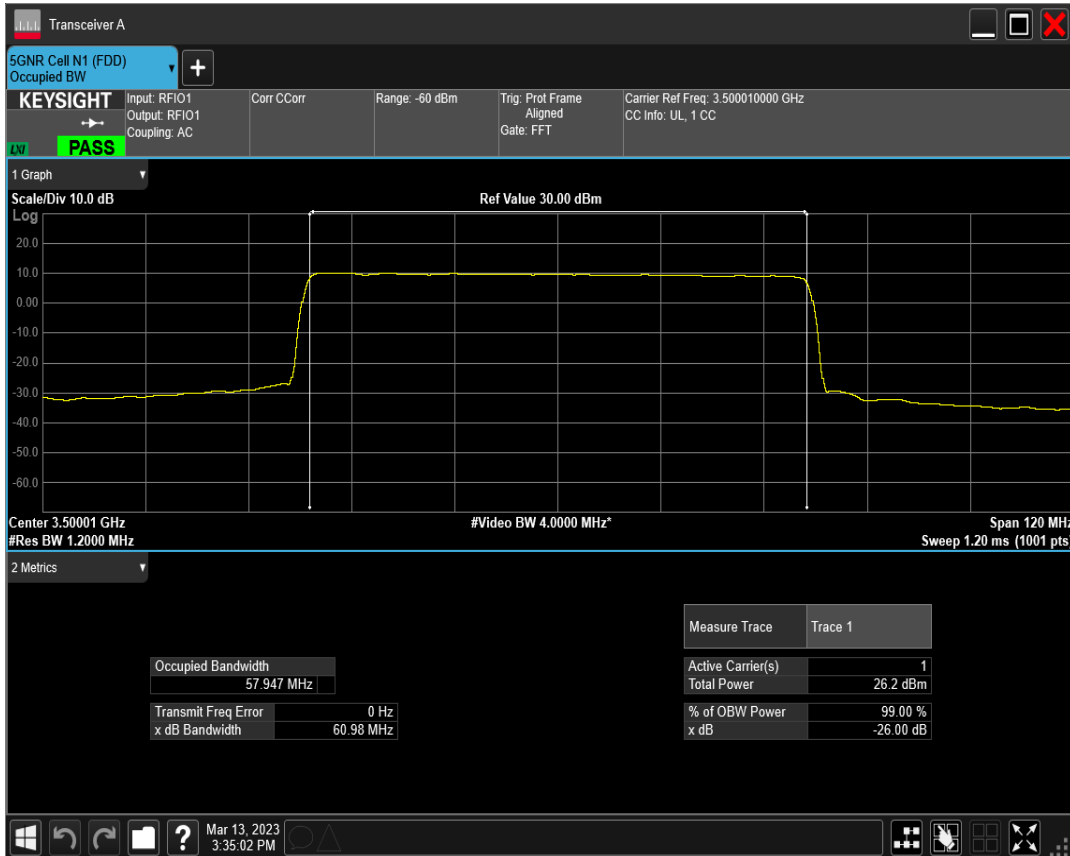 Transceiver A
5GNR Cell N1 (FDD)
Occupied BW
+
KEYSIGHT
LXI
PASS
Input: RFIO1
Output: RFIO1
Coupling: AC
Corr CCorr
Range: -60 dBm
Trig: Prot Frame
Aligned
Gate: FFT
Carrier Ref Freq: 3.500010000 GHz
CC Info: UL, 1 CC
1 Graph
Scale/Div 10.0 dB
Ref Value 30.00 dBm
Log
20.0
10.0
0.00
-10.0
-20.0
-30.0
-40.0
-50.0
-60.0
Center 3.50001 GHz
#Video BW 4.0000 MHz*
Span 120 MHz
#Res BW 1.2000 MHz
Sweep 1.20 ms (1001 pts)
2 Metrics
Measure Trace Trace 1
Occupied Bandwidth
57.947 MHz
Transmit Freq Error 0 Hz
x dB Bandwidth 60.98 MHz
Active Carrier(s) 1
Total Power 26.2 dBm
% of OBW Power 99.00 %
x dB -26.00 dB
?
Mar 13, 2023
3:35:02 PM